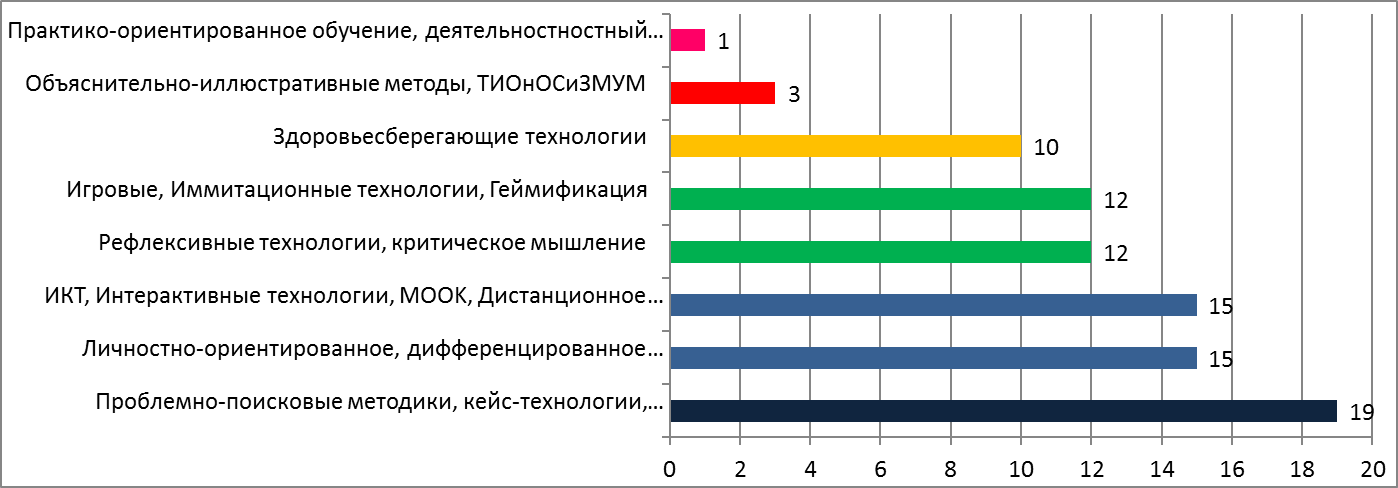 Практико-ориентированное обучение, деятельностностный... 1
Объяснительно-иллюстративные методы, ТИОнОСиЗМУМ 3
Здоровьесберегающие технологии 10
Игровые, Иммитационные технологии, Геймификация 12
Рефлексивные технологии, критическое мышление 12
ИКТ, Интерактивные технологии, МООК, Дистанционное... 15
Личностно-ориентированное, дифференцированное... 15
Проблемно-поисковые методики, кейс-технологии,... 19
0 2 4 6 8 10 12 14 16 18 20